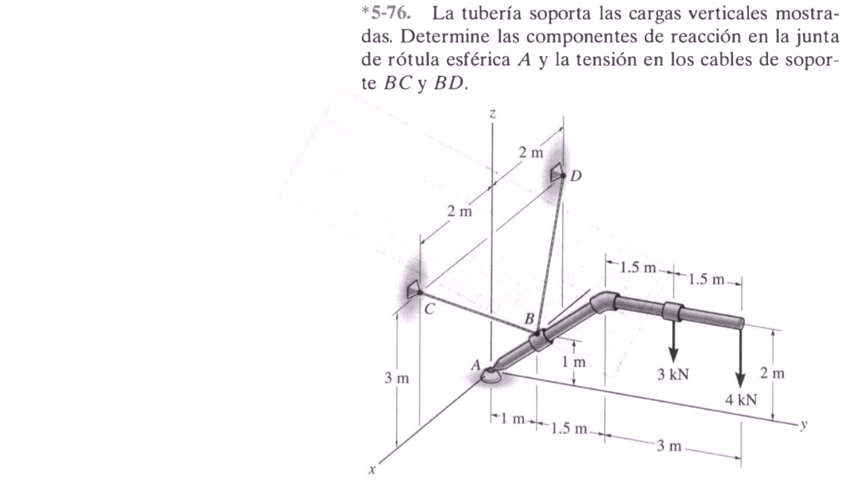 *5-76. La tubería soporta las cargas verticales mostra-
das. Determine las componentes de reacción en la junta
de rótula esférica A y la tensión en los cables de sopor-
te BC y BD.
z
2 m
D
2 m
1.5 m
1.5 m
C
B
A
1 m
3 kN
2 m
3 m
4 kN
1 m
1.5 m
y
3 m
x